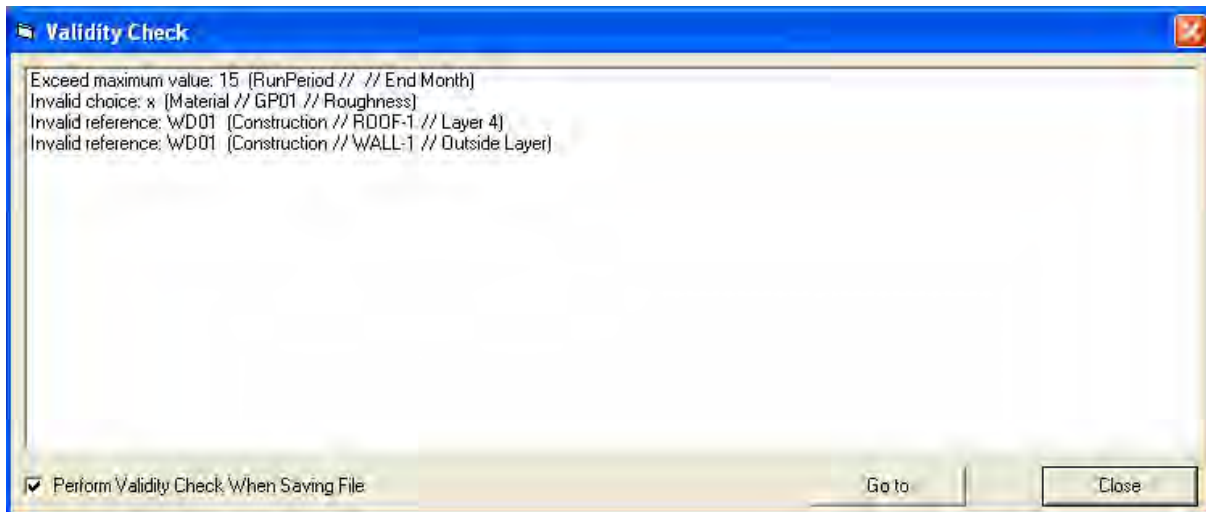 Validity Check
Exceed maximum value: 15 (RunPeriod // // End Month)
Invalid choice: x (Material // GP01 // Roughness)
Invalid reference: WD01 (Construction // ROOF-1 // Layer 4)
Invalid reference: WD01 (Construction // WALL-1 // Outside Layer)
Perform Validity Check When Saving File
Go to
Close